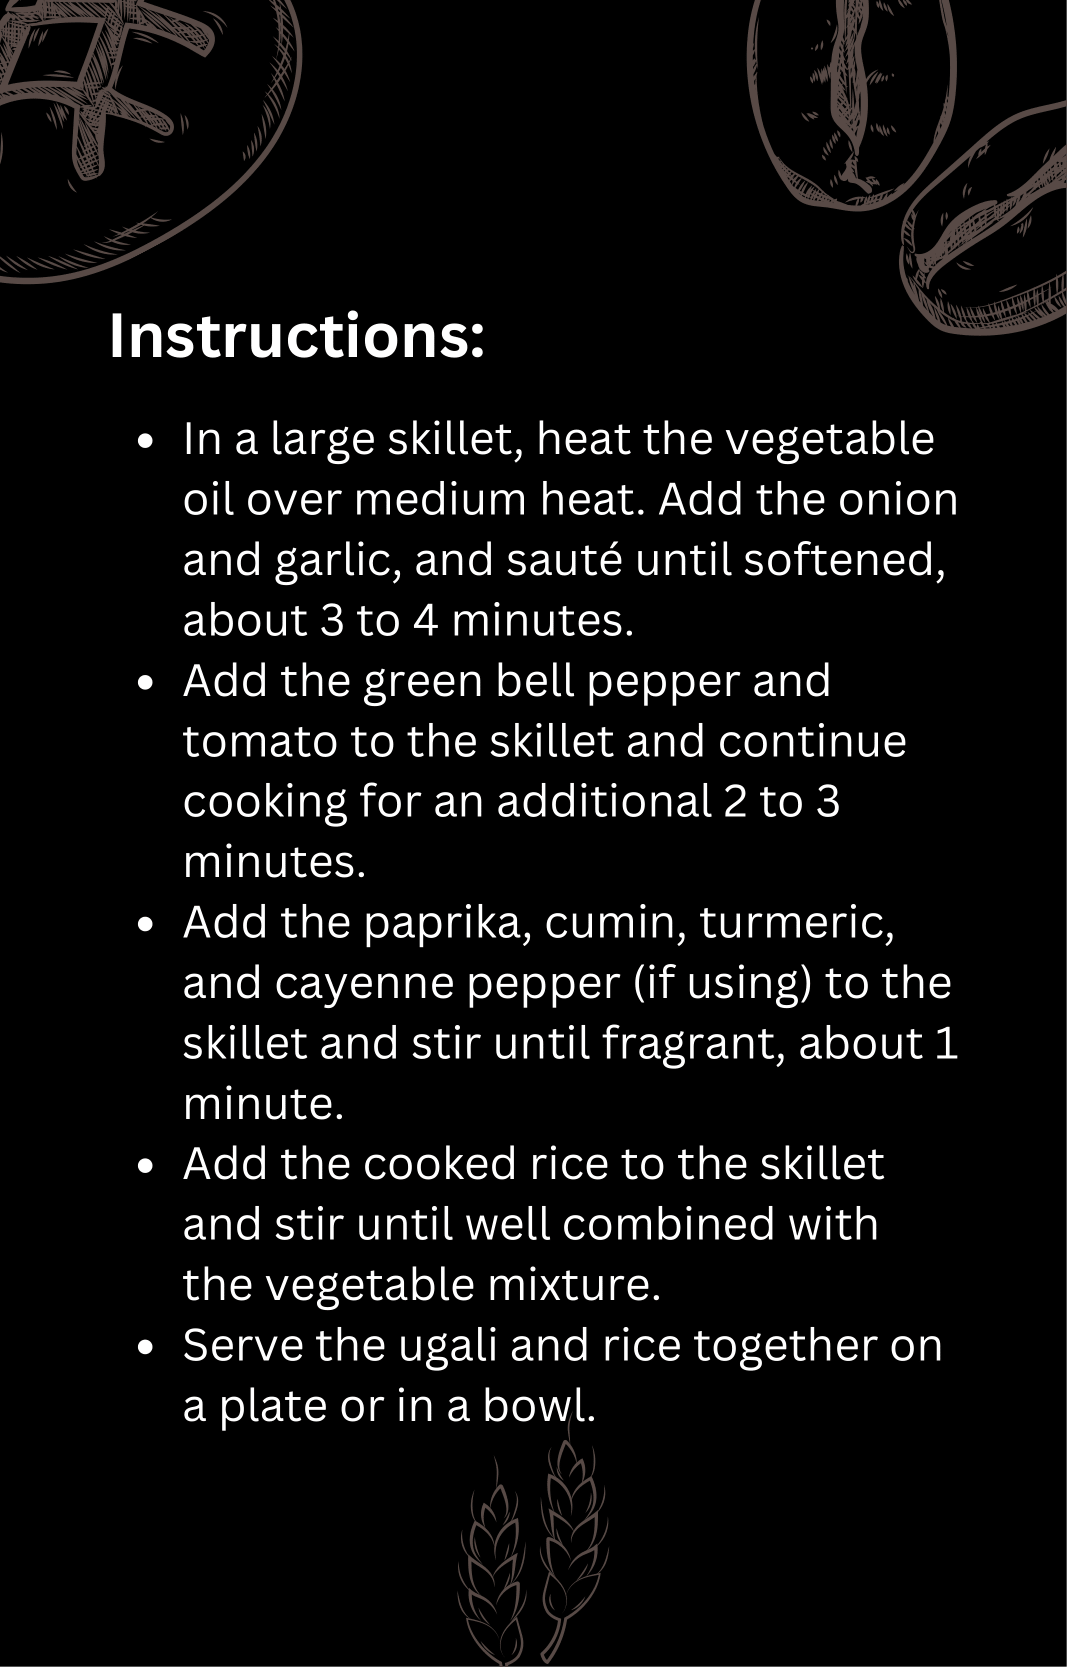 Instructions:
• In a large skillet, heat the vegetable
oil over medium heat. Add the onion
and garlic, and sauté until softened,
about 3 to 4 minutes.
• Add the green bell pepper and
tomato to the skillet and continue
cooking for an additional 2 to 3
minutes.
• Add the paprika, cumin, turmeric,
and cayenne pepper (if using) to the
skillet and stir until fragrant, about 1
minute.
• Add the cooked rice to the skillet
and stir until well combined with
the vegetable mixture.
• Serve the ugali and rice together on
a plate or in a bowl.